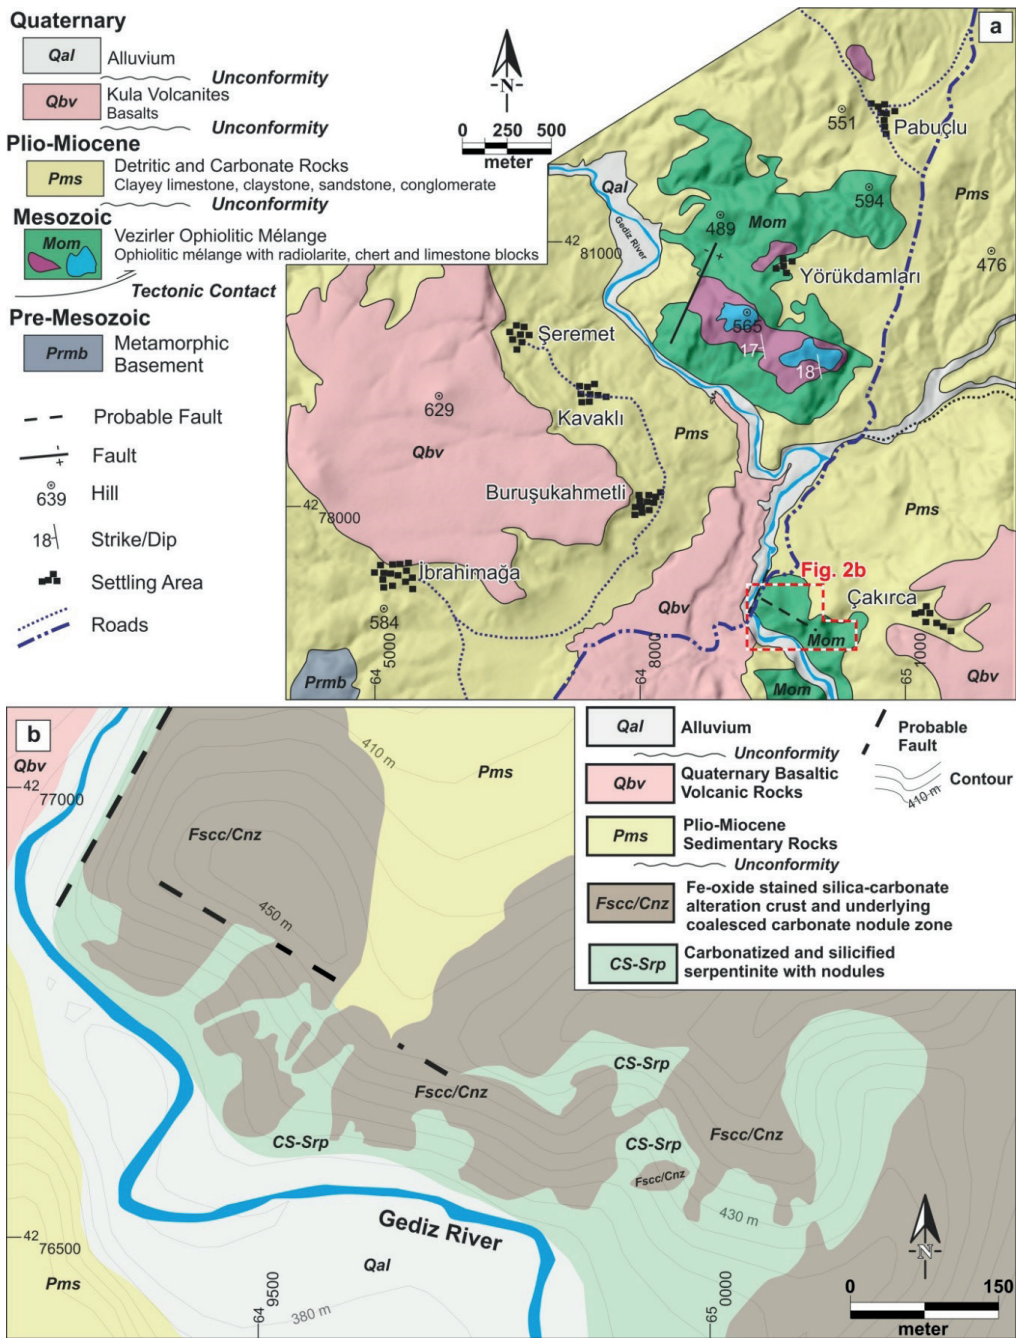 Quaternary
Qal Alluvium
Unconformity
Qbv Kula Volcanites
Basalts
Unconformity
Plio-Miocene
Pms Detritic and Carbonate Rocks
Clayey limestone, claystone, sandstone, conglomerate
Unconformity
Mesozoic
Mom Vezirler Ophiolitic Mélange
Ophiolitic mélange with radiolarite, chert and limestone blocks
Tectonic Contact
Pre-Mesozoic
Prmb Metamorphic
Basement
Probable Fault
- + Fault
639 Hill
18 Strike/Dip
Settling Area
Roads
a
N
0 250 500
meter
551
Pabuçlu
Qal
Gediz River
Mom
594
489
Pms
42 81000
- +
476
Yörükdamları
565
17
18
Şeremet
629
Kavaklı
Qbv
Pms
Buruşukahmetli
42 78000
Pms
İbrahimağa
584
Fig. 2b
Çakırca
Qbv
Mom
Prmb
64 5000
64 8000
Mom
65 1000
Qbv
b
Qbv
42 77000
410 m
Pms
Fscc/Cnz
450 m
CS-Srp
Fscc/Cnz
CS-Srp
Fscc/Cnz
CS-Srp
Fscc/Cnz
430 m
Gediz River
42 76500
Pms
Qal
380 m
64 9500
65 0000
N
0 150
meter
Qal Alluvium
Unconformity
Qbv Quaternary Basaltic
Volcanic Rocks
Pms Plio-Miocene
Sedimentary Rocks
Unconformity
Fscc/Cnz Fe-oxide stained silica-carbonate
alteration crust and underlying
coalesced carbonate nodule zone
CS-Srp Carbonatized and silicified
serpentinite with nodules
Probable
Fault
410 m Contour